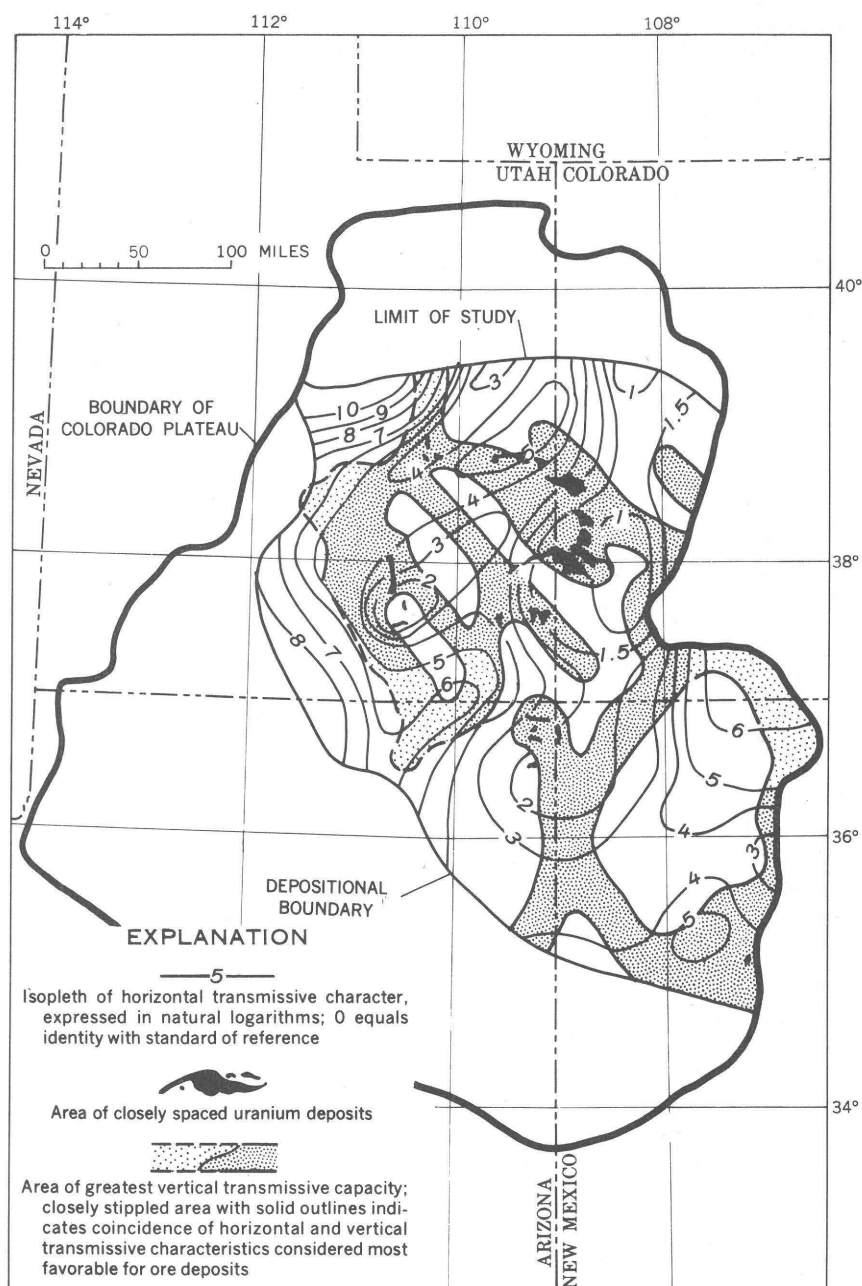 114°
112°
110°
108°
WYOMING
UTAH COLORADO
0 50 100 MILES
40°
LIMIT OF STUDY
3
1
1.5
10
9
8
7
BOUNDARY OF
COLORADO PLATEAU
NEVADA
5
4
4
1
3
38°
2
8
7
5
1.5
6
6
5
2
4
3
36°
3
4
5
DEPOSITIONAL
BOUNDARY
EXPLANATION
5
Isopleth of horizontal transmissive character,
expressed in natural logarithms; 0 equals
identity with standard of reference
Area of closely spaced uranium deposits
34°
Area of greatest vertical transmissive capacity;
closely stippled area with solid outlines indi-
cates coincidence of horizontal and vertical
transmissive characteristics considered most
favorable for ore deposits
ARIZONA
NEW MEXICO